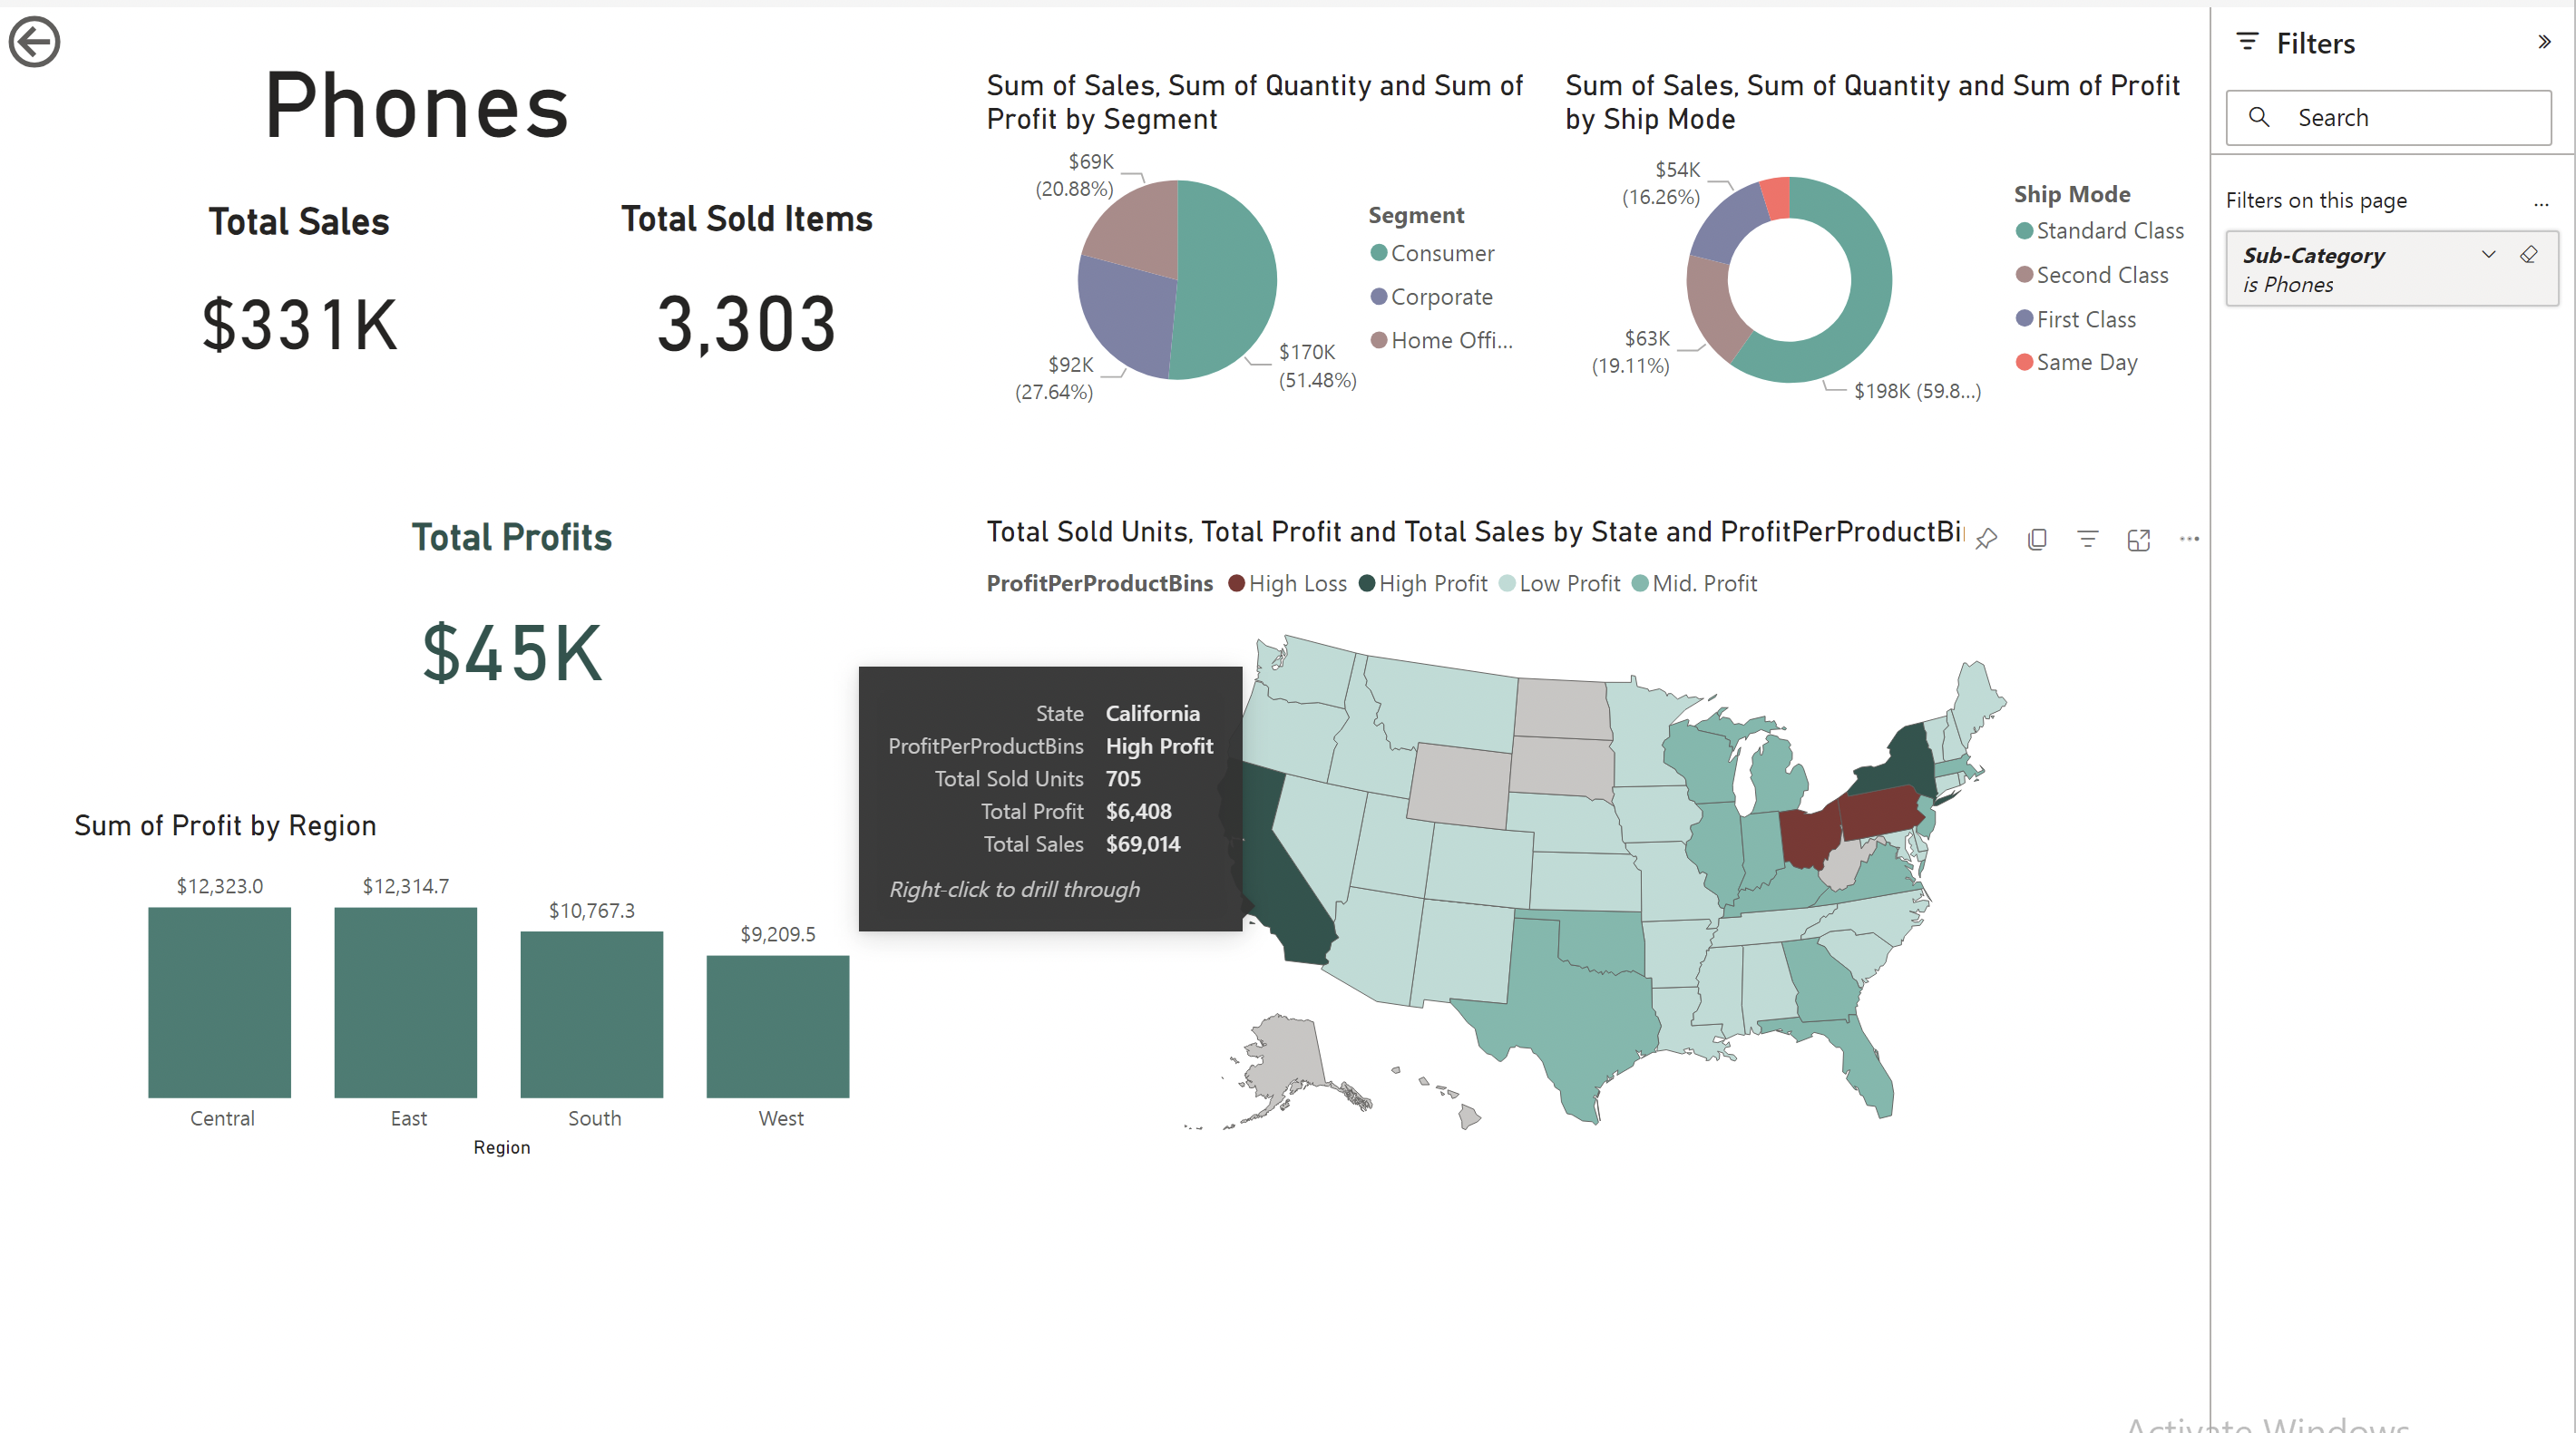 Phones
Total Sales
$331K
Total Sold Items
3,303
Total Profits
$45K
Sum of Profit by Region
$12,323.0
$12,314.7
$10,767.3
$9,209.5
Central
East
South
West
Region
Sum of Sales, Sum of Quantity and Sum of
Profit by Segment
$69K
(20.88%)
$92K
(27.64%)
$170K
(51.48%)
Segment
Consumer
Corporate
Home Offi...
Sum of Sales, Sum of Quantity and Sum of Profit
by Ship Mode
$54K
(16.26%)
$63K
(19.11%)
$198K (59.8...)
Ship Mode
Standard Class
Second Class
First Class
Same Day
Total Sold Units, Total Profit and Total Sales by State and ProfitPerProductBi
ProfitPerProductBins High Loss High Profit Low Profit Mid. Profit
State California
ProfitPerProductBins High Profit
Total Sold Units 705
Total Profit $6,408
Total Sales $69,014
Right-click to drill through
Filters
Search
Filters on this page
...
Sub-Category
is Phones
Activate Windows